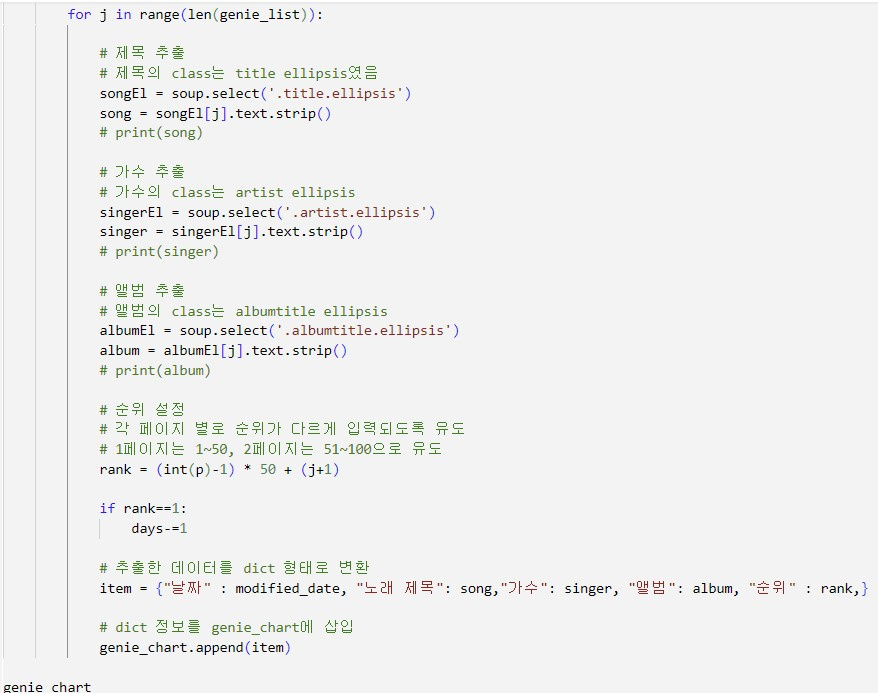 for j in range(len(genie_list)):
# 제목 추출
# 제목의 class는 title ellipsis였음
songEl = soup.select('.title.ellipsis')
song = songEl[j].text.strip()
# print(song)
# 가수 추출
# 가수의 class는 artist ellipsis
singerEl = soup.select('.artist.ellipsis')
singer = singerEl[j].text.strip()
# print(singer)
# 앨범 추출
# 앨범의 class는 albumtitle ellipsis
albumEl = soup.select('.albumtitle.ellipsis')
album = albumEl[j].text.strip()
# print(album)
# 순위 설정
# 각 페이지 별로 순위가 다르게 입력되도록 유도
# 1페이지는 1~50, 2페이지는 51~100으로 유도
rank = (int(p)-1) * 50 + (j+1)
if rank==1:
days-=1
# 추출한 데이터를 dict 형태로 변환
item = {"날짜" : modified_date, "노래 제목": song,"가수": singer, "앨범": album, "순위" : rank,}
# dict 정보를 genie_chart에 삽입
genie_chart.append(item)
genie chart